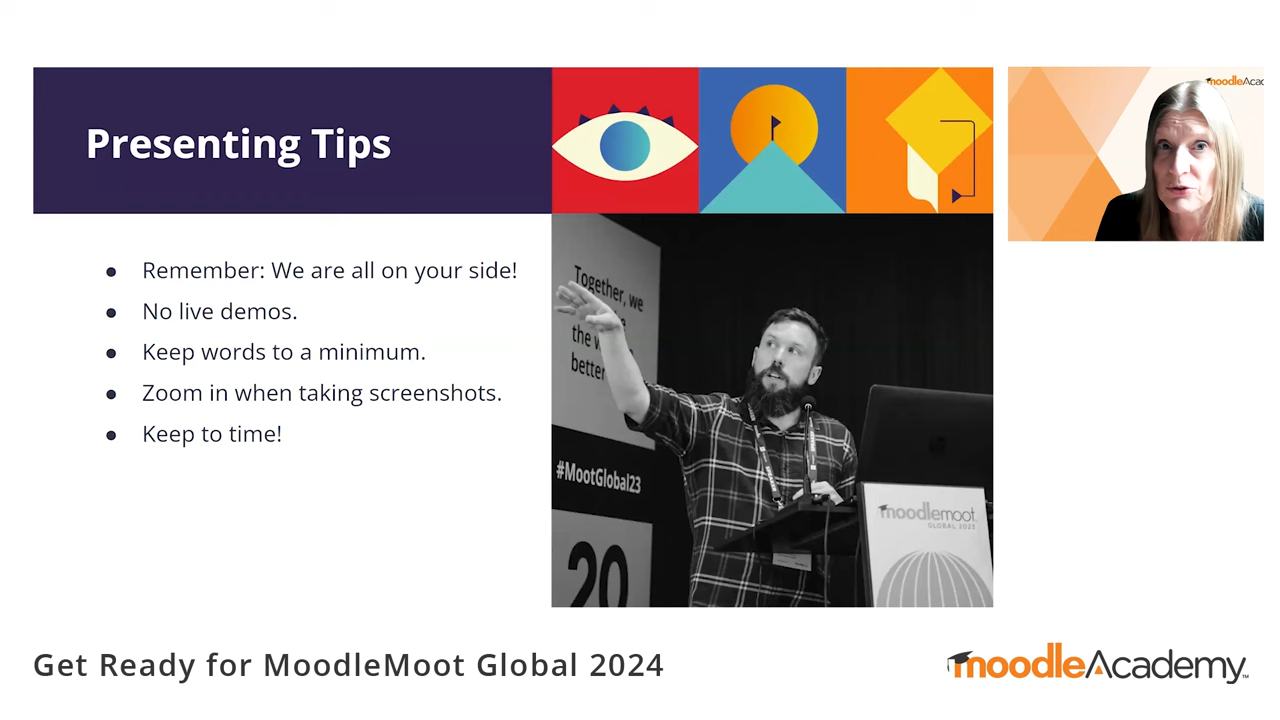 Presenting Tips
moodleAcad
Remember: We are all on your side!
No live demos.
Keep words to a minimum.
Zoom in when taking screenshots.
Keep to time!
Together, we
the
better
#MootGlobal23
20
moodlemoot
GLOBAL 2023
Get Ready for MoodleMoot Global 2024
moodleAcademy™